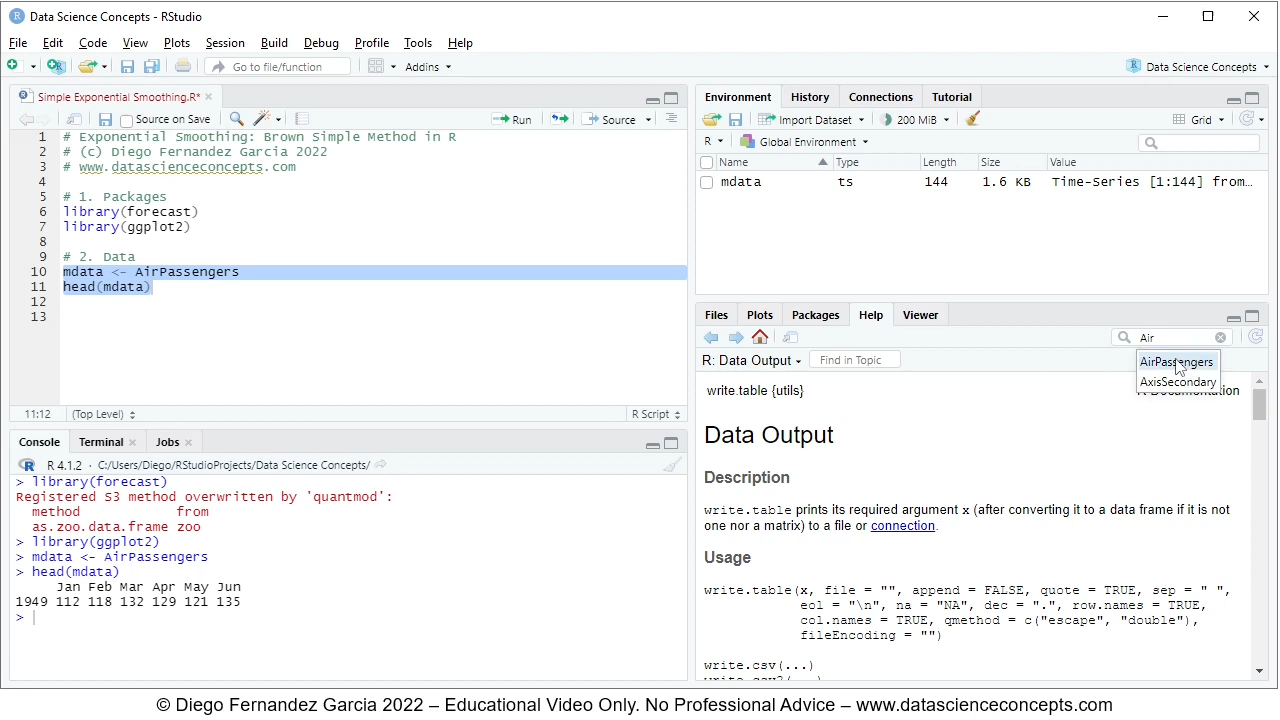 Data Science Concepts - RStudio
File Edit Code View Plots Session Build Debug Profile Tools Help
Go to file/function Addins Data Science Concepts
Simple Exponential Smoothing.R*
Source on Save Run Source
1 # Exponential Smoothing: Brown Simple Method in R
2 # (c) Diego Fernandez Garcia 2022
3 # www.datascienceconcepts.com
4
5 # 1. Packages
6 library(forecast)
7 library(ggplot2)
8
9 # 2. Data
10 mdata <- AirPassengers
11 head(mdata)
12
13
11:12 (Top Level) R Script
Console Terminal Jobs
R 4.1.2 · C:/Users/Diego/RStudioProjects/Data Science Concepts/
> library(forecast)
Registered S3 method overwritten by 'quantmod':
method from
as.zoo.data.frame zoo
> library(ggplot2)
> mdata <- AirPassengers
> head(mdata)
Jan Feb Mar Apr May Jun
1949 112 118 132 129 121 135
>
Environment History Connections Tutorial
Import Dataset 200 MiB Grid
R Global Environment
Name Type Length Size Value
mdata ts 144 1.6 KB Time-Series [1:144] from…
Files Plots Packages Help Viewer
Air
R: Data Output Find in Topic
AirPassengers
AxisSecondary
write.table {utils} R Documentation
Data Output
Description
write.table prints its required argument x (after converting it to a data frame if it is not
one nor a matrix) to a file or connection.
Usage
write.table(x, file = "", append = FALSE, quote = TRUE, sep = " ",
eol = "\n", na = "NA", dec = ".", row.names = TRUE,
col.names = TRUE, qmethod = c("escape", "double"),
fileEncoding = "")
write.csv(...)
write.csv2(...)
© Diego Fernandez Garcia 2022 – Educational Video Only. No Professional Advice – www.datascienceconcepts.com